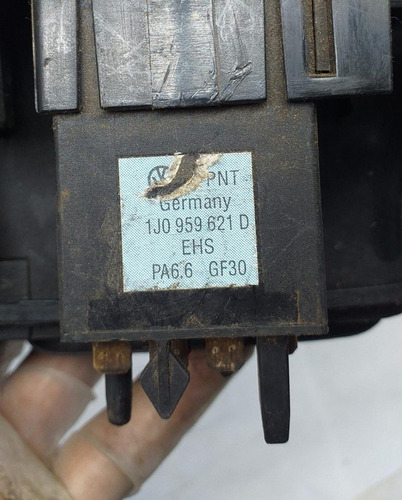 PNT
Germany
1J0 959 621 D
EHS
PA6.6 GF30